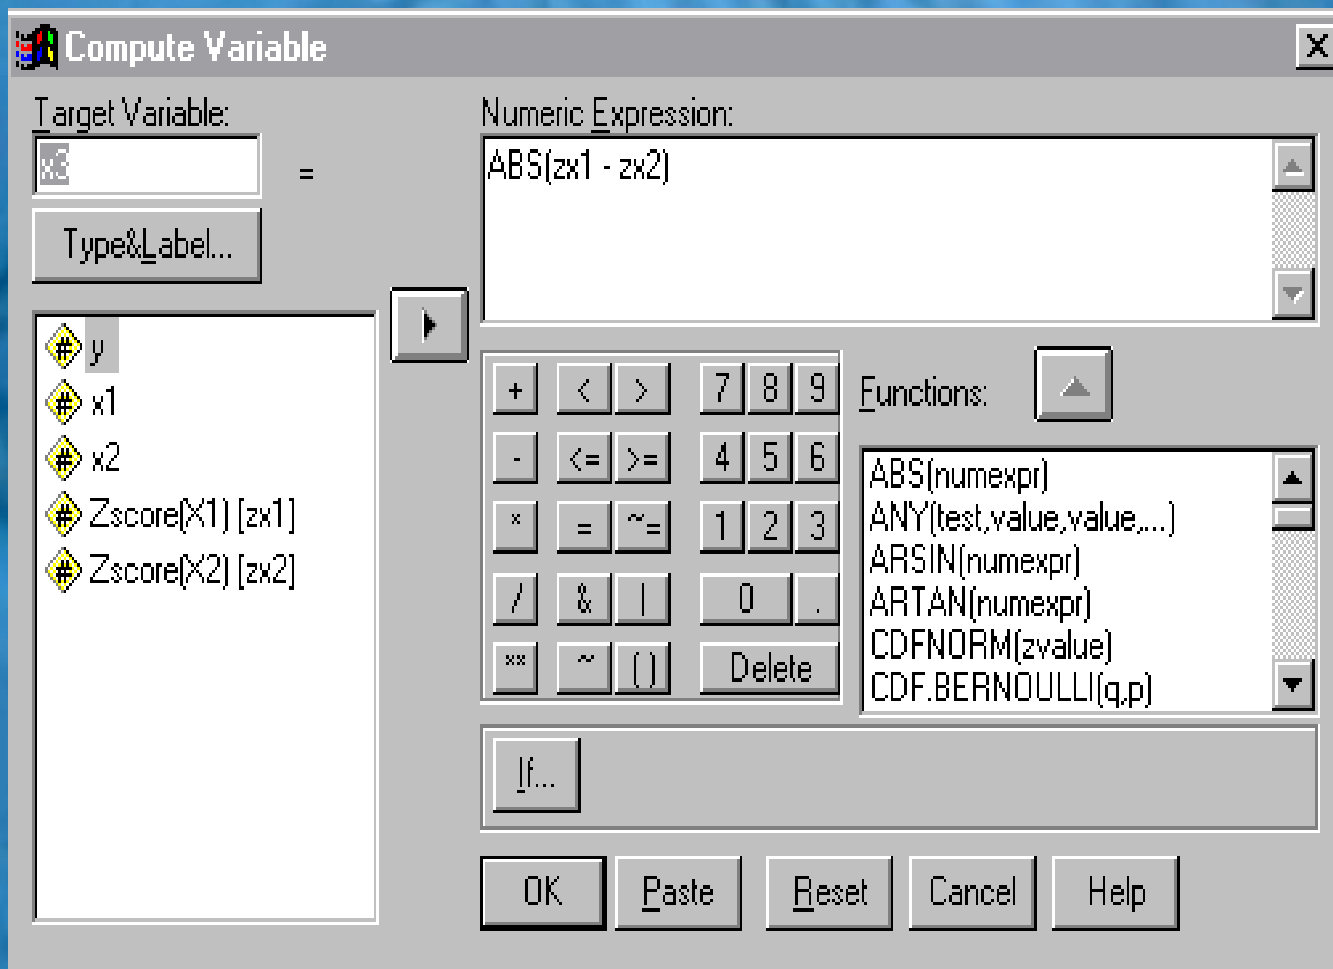 Compute Variable
Target Variable:
x3
=
Type&Label...
Numeric Expression:
ABS(zx1 - zx2)
# y
# x1
# x2
# Zscore(X1) [zx1]
# Zscore(X2) [zx2]
+ < > 7 8 9
- <= >= 4 5 6
* = ~= 1 2 3
/ & | 0 .
** ~ ( ) Delete
Functions:
ABS(numexpr)
ANY(test,value,value,...)
ARSIN(numexpr)
ARTAN(numexpr)
CDFNORM(zvalue)
CDF.BERNOULLI(q,p)
If...
OK Paste Reset Cancel Help